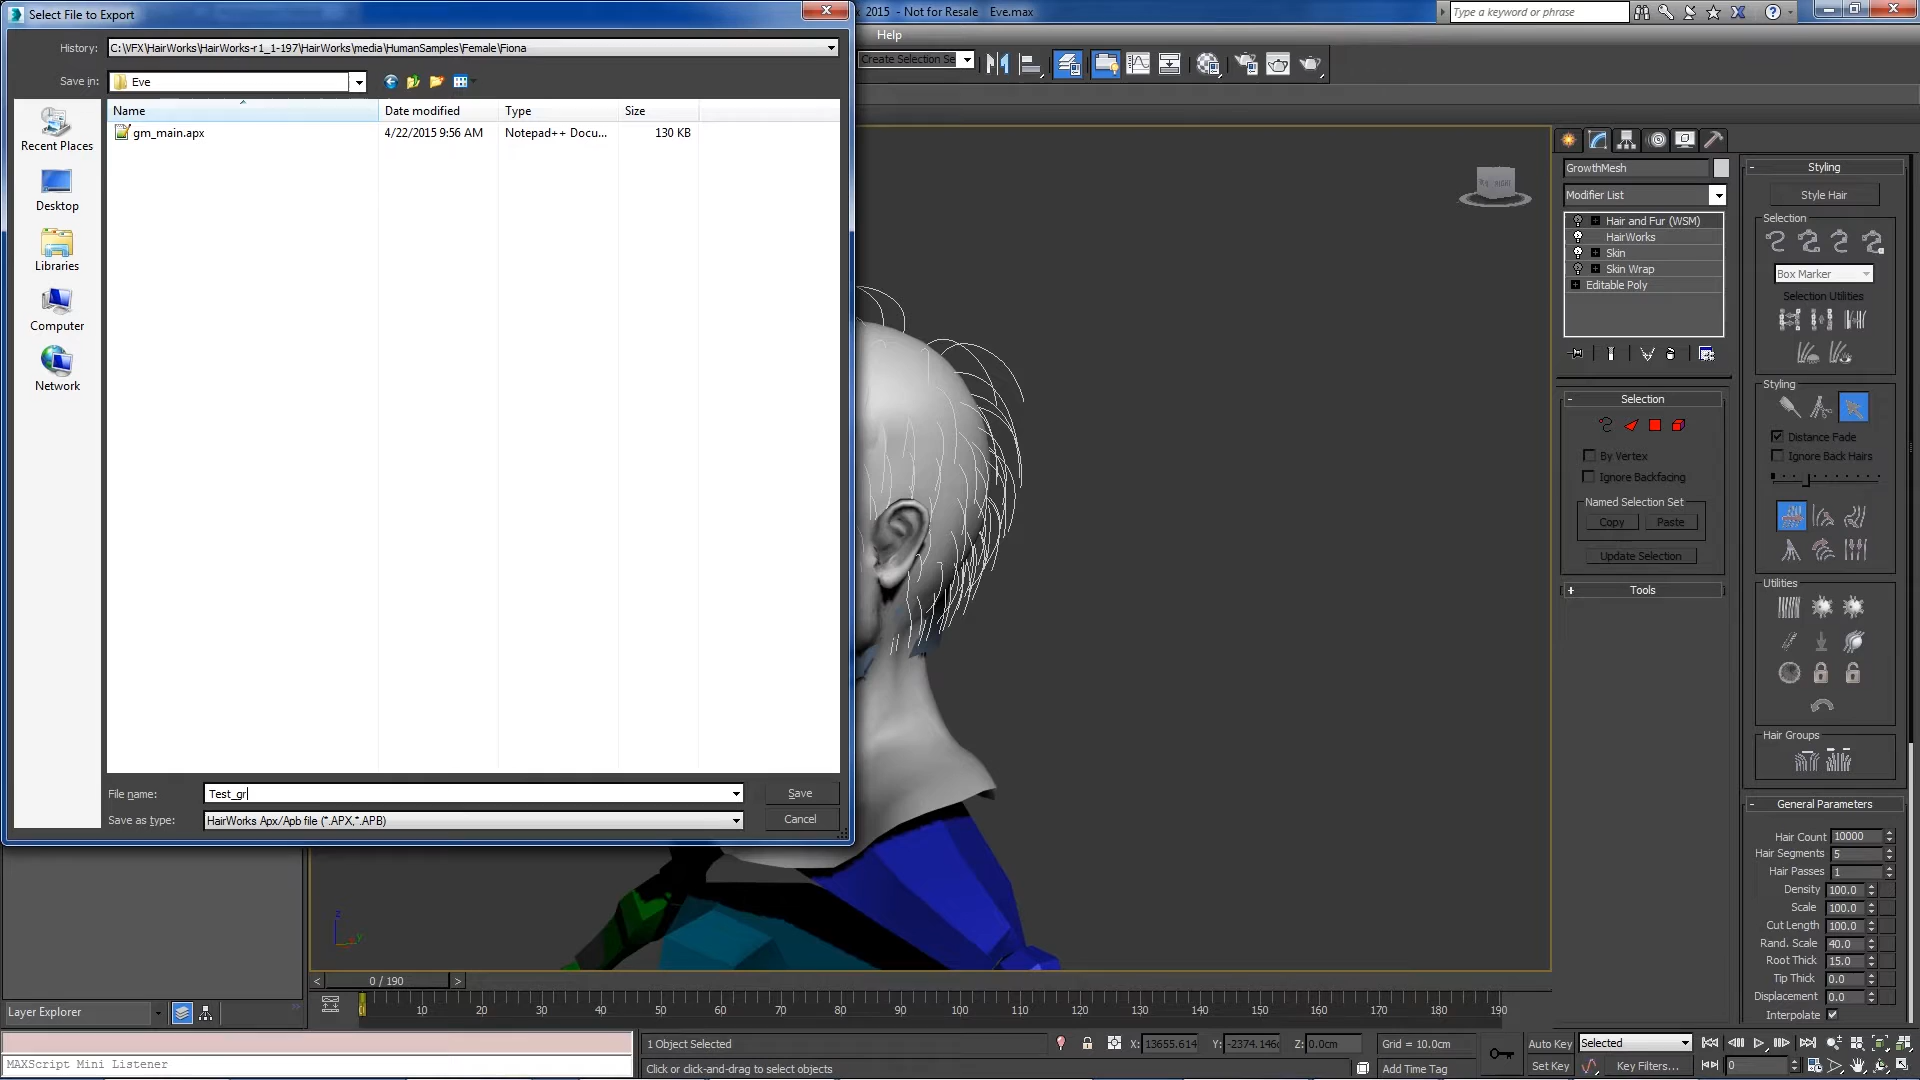 Select File to Export
2015 - Not for Resale Eve.max
Type a keyword or phrase
History: C:\VFX\HairWorks\HairWorks-r1_1-197\HairWorks\media\HumanSamples\Female\Fiona
Help
Save in: Eve
Create Selection Se
Name Date modified Type Size
gm_main.apx 4/22/2015 9:56 AM Notepad++ Docu... 130 KB
Recent Places
Desktop
Libraries
Computer
Network
File name: Test_gr
Save
Save as type: HairWorks Apx/Apb file (*.APX,*.APB)
Cancel
GrowthMesh
Modifier List
Hair and Fur (WSM)
HairWorks
Skin
Skin Wrap
Editable Poly
Selection
By Vertex
Ignore Backfacing
Named Selection Set
Copy Paste
Update Selection
Tools
Styling
Style Hair
Selection
Box Marker
Selection Utilities
Styling
Distance Fade
Ignore Back Hairs
Utilities
Hair Groups
General Parameters
Hair Count 10000
Hair Segments 5
Hair Passes 1
Density 100.0
Scale 100.0
Cut Length 100.0
Rand. Scale 40.0
Root Thick 15.0
Tip Thick 0.0
Displacement 0.0
Interpolate
z
y
< 0 / 190 >
Layer Explorer
10 20 30 40 50 60 70 80 90 100 110 120 130 140 150 160 170 180 190
1 Object Selected
X: 13655.614 Y: -2374.146c Z: 0.0cm Grid = 10.0cm
Auto Key Selected
MAXScript Mini Listener
Click or click-and-drag to select objects
Add Time Tag
Set Key Key Filters... 0